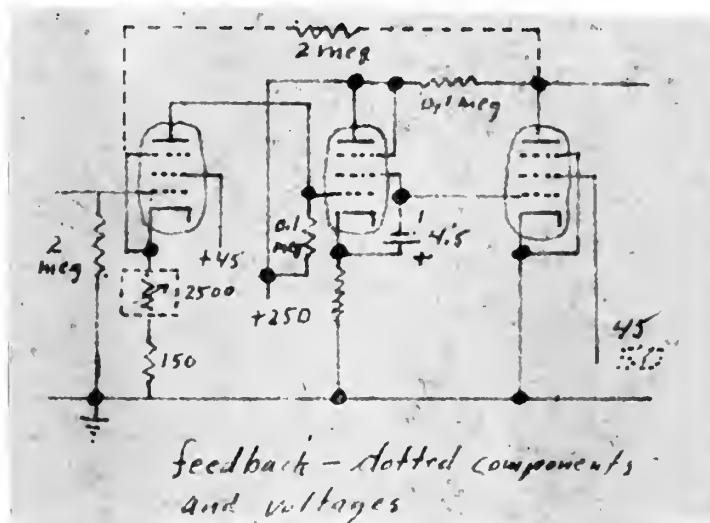 2 meg
0.1 meg
2
meg
+45
0.1
meg
4.5
+
2500
+250
150
45
50
feedback - dotted components
and voltages